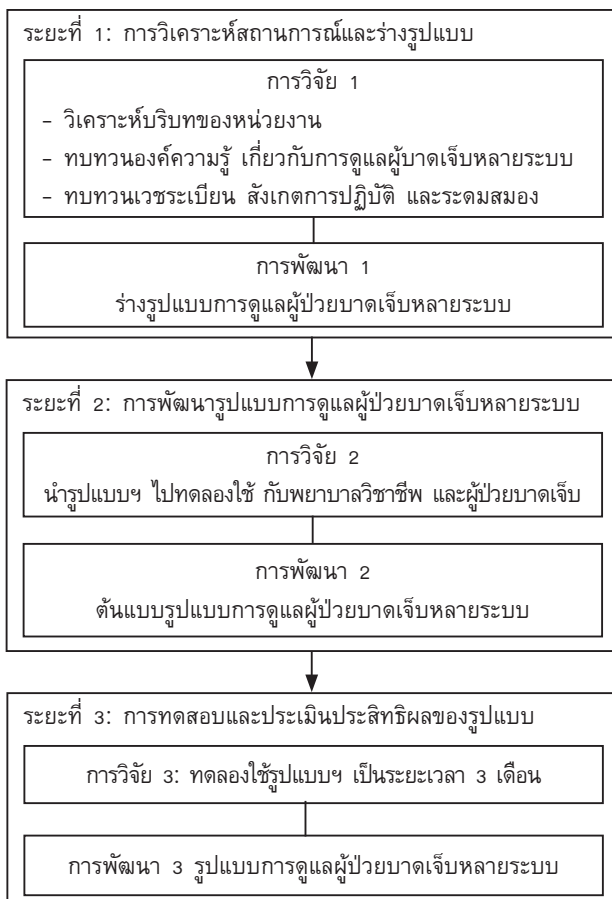 ระยะที่ 1: การวิเคราะห์สถานการณ์และร่างรูปแบบ
การวิจัย 1
- วิเคราะห์บริบทของหน่วยงาน
- ทบทวนองค์ความรู้ เกี่ยวกับการดูแลผู้บาดเจ็บหลายระบบ
- ทบทวนเวชระเบียน สังเกตการปฏิบัติ และระดมสมอง
การพัฒนา 1
ร่างรูปแบบการดูแลผู้ป่วยบาดเจ็บหลายระบบ
ระยะที่ 2: การพัฒนารูปแบบการดูแลผู้ป่วยบาดเจ็บหลายระบบ
การวิจัย 2
นำรูปแบบฯ ไปทดลองใช้ กับพยาบาลวิชาชีพ และผู้ป่วยบาดเจ็บ
การพัฒนา 2
ต้นแบบรูปแบบการดูแลผู้ป่วยบาดเจ็บหลายระบบ
ระยะที่ 3: การทดสอบและประเมินประสิทธิผลของรูปแบบ
การวิจัย 3: ทดลองใช้รูปแบบฯ เป็นระยะเวลา 3 เดือน
การพัฒนา 3 รูปแบบการดูแลผู้ป่วยบาดเจ็บหลายระบบ